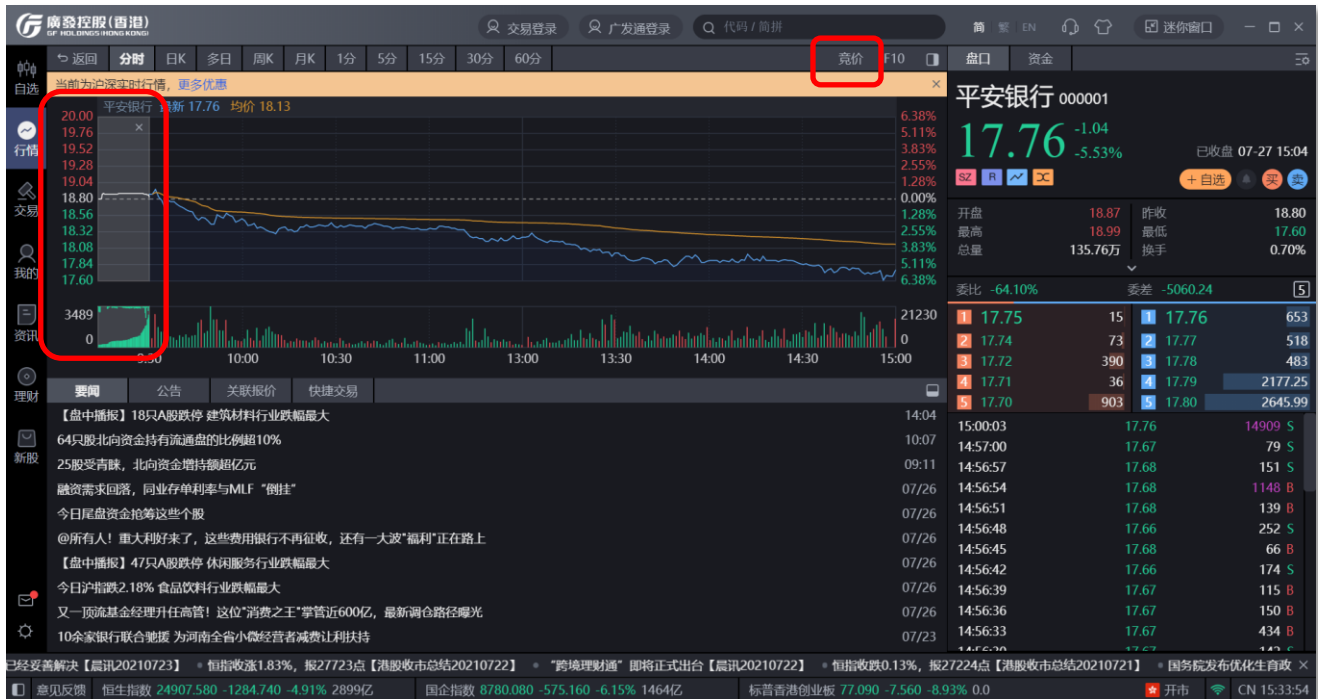 廣發控股(香港)
GF HOLDINGS(HONG KONG)
交易登录 广发通登录 代码 / 简拼 简 繁 EN 迷你窗口
自选
行情
交易
我的
资讯
理财
新股
返回 分时 日K 多日 周K 月K 1分 5分 15分 30分 60分 竞价 F10
当前为沪深实时行情，更多优惠
平安银行 最新 17.76 均价 18.13
20.00 6.38%
19.76 5.11%
19.52 3.83%
19.28 2.55%
19.04 1.28%
18.80 0.00%
18.56 1.28%
18.32 2.55%
18.08 3.83%
17.84 5.11%
17.60 6.38%
3489 21230
0 0
9:30 10:00 10:30 11:00 13:00 13:30 14:00 14:30 15:00
要闻 公告 关联报价 快捷交易
【盘中播报】18只A股跌停 建筑材料行业跌幅最大 14:04
64只股北向资金持有流通盘的比例超10% 10:07
25股受青睐，北向资金增持额超亿元 09:11
融资需求回落，同业存单利率与MLF“倒挂” 07/26
今日尾盘资金抢筹这些个股 07/26
@所有人！重大利好来了，这些费用银行不再征收，还有一大波"福利"正在路上 07/26
【盘中播报】47只A股跌停 休闲服务行业跌幅最大 07/26
今日沪指跌2.18% 食品饮料行业跌幅最大 07/26
又一顶流基金经理升任高管！这位"消费之王"掌管近600亿，最新调仓路径曝光 07/26
10余家银行联合驰援 为河南全省小微经营者减费让利扶持 07/23
盘口 资金
平安银行 000001
17.76 -1.04
-5.53% 已收盘 07-27 15:04
SZ R +自选 买 卖
开盘 18.87 昨收 18.80
最高 18.99 最低 17.60
总量 135.76万 换手 0.70%
委比 -64.10% 委差 -5060.24 5
1 17.75 15 1 17.76 653
2 17.74 73 2 17.77 518
3 17.72 390 3 17.78 483
4 17.71 36 4 17.79 2177.25
5 17.70 903 5 17.80 2645.99
15:00:03 17.76 14909 S
14:57:00 17.67 79 S
14:56:57 17.68 151 S
14:56:54 17.68 1148 B
14:56:51 17.68 139 B
14:56:48 17.66 252 S
14:56:45 17.68 66 B
14:56:42 17.66 174 S
14:56:39 17.67 115 B
14:56:36 17.67 150 B
14:56:33 17.67 434 B
已经妥善解决【晨讯20210723】 恒指收涨1.83%，报27723点【港股收市总结20210722】 “跨境理财通”即将正式出台【晨讯20210722】 恒指收跌0.13%，报27224点【港股收市总结20210721】 国务院发布优化生育政
意见反馈 恒生指数 24907.580 -1284.740 -4.91% 2899亿 国企指数 8780.080 -575.160 -6.15% 1464亿 标普香港创业板 77.090 -7.560 -8.93% 0.0 开市 CN 15:33:54